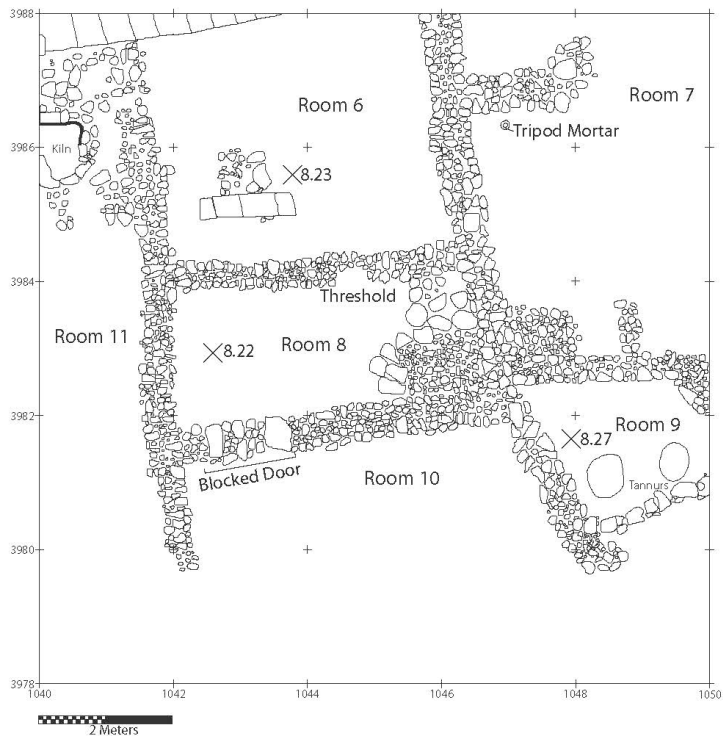 3988
Room 6
Room 7
Tripod Mortar
Kiln
3986
8.23
3984
Threshold
Room 11
Room 8
8.22
3982
Room 9
8.27
Blocked Door
Room 10
Tannurs
3980
3978
1040
1042
1044
1046
1048
1050
2 Meters